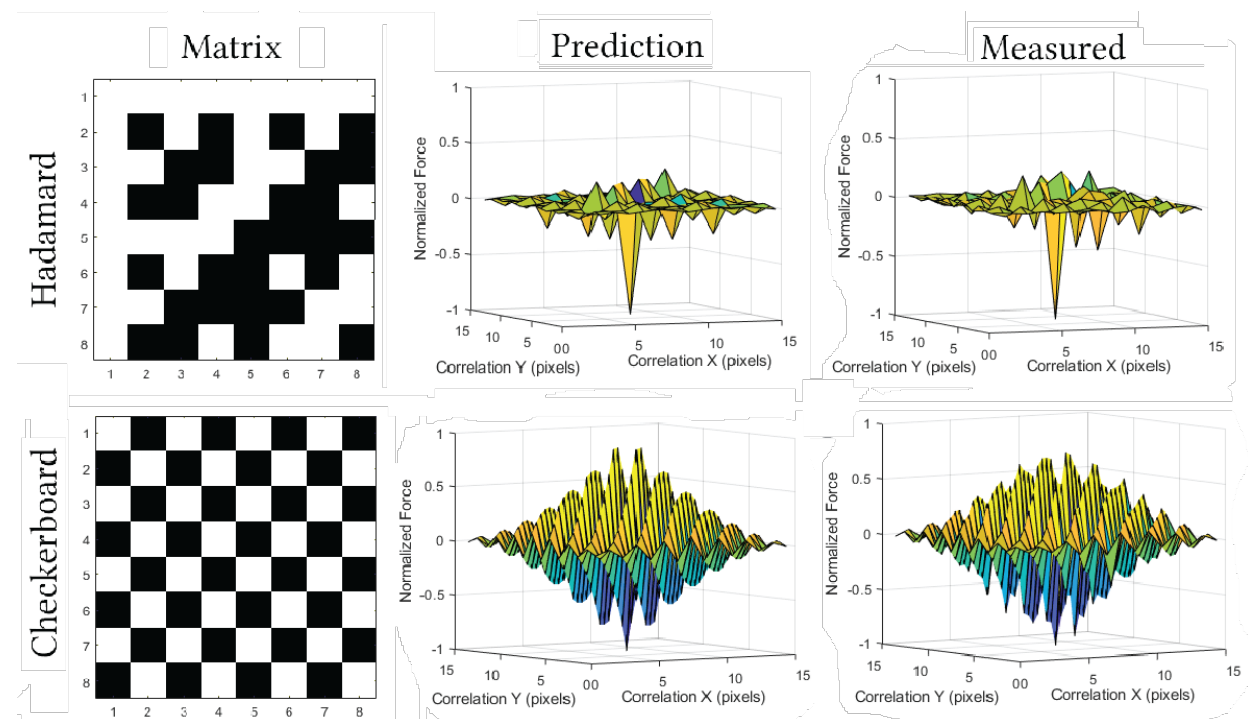 Matrix
Prediction
Measured
Hadamard
1
2
3
4
5
6
7
8
1 2 3 4 5 6 7 8
Normalized Force
1
0.5
0
-0.5
-1
15 10 5 00 5 10 15
Correlation Y (pixels)
Correlation X (pixels)
Normalized Force
1
0.5
0
-0.5
-1
15 10 5 00 5 10 15
Correlation Y (pixels)
Correlation X (pixels)
Checkerboard
1
2
3
4
5
6
7
8
1 2 3 4 5 6 7 8
Normalized Force
1
0.5
0
-0.5
-1
15 10 5 00 5 10 15
Correlation Y (pixels)
Correlation X (pixels)
Normalized Force
1
0.5
0
-0.5
-1
15 10 5 00 5 10 15
Correlation Y (pixels)
Correlation X (pixels)